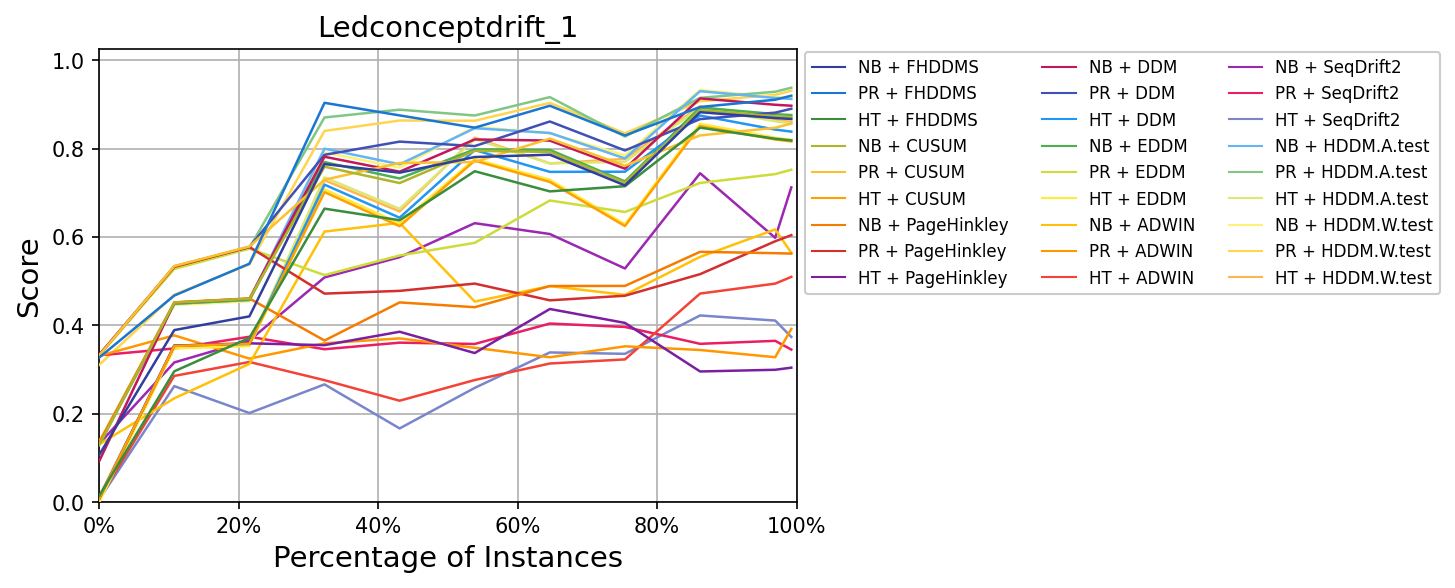 Ledconceptdrift_1
1.0
0.8
0.6
0.4
0.2
0.0
Score
0% 20% 40% 60% 80% 100%
Percentage of Instances
NB + FHDDMS
PR + FHDDMS
HT + FHDDMS
NB + CUSUM
PR + CUSUM
HT + CUSUM
NB + PageHinkley
PR + PageHinkley
HT + PageHinkley
NB + DDM
PR + DDM
HT + DDM
NB + EDDM
PR + EDDM
HT + EDDM
NB + ADWIN
PR + ADWIN
HT + ADWIN
NB + SeqDrift2
PR + SeqDrift2
HT + SeqDrift2
NB + HDDM.A.test
PR + HDDM.A.test
HT + HDDM.A.test
NB + HDDM.W.test
PR + HDDM.W.test
HT + HDDM.W.test